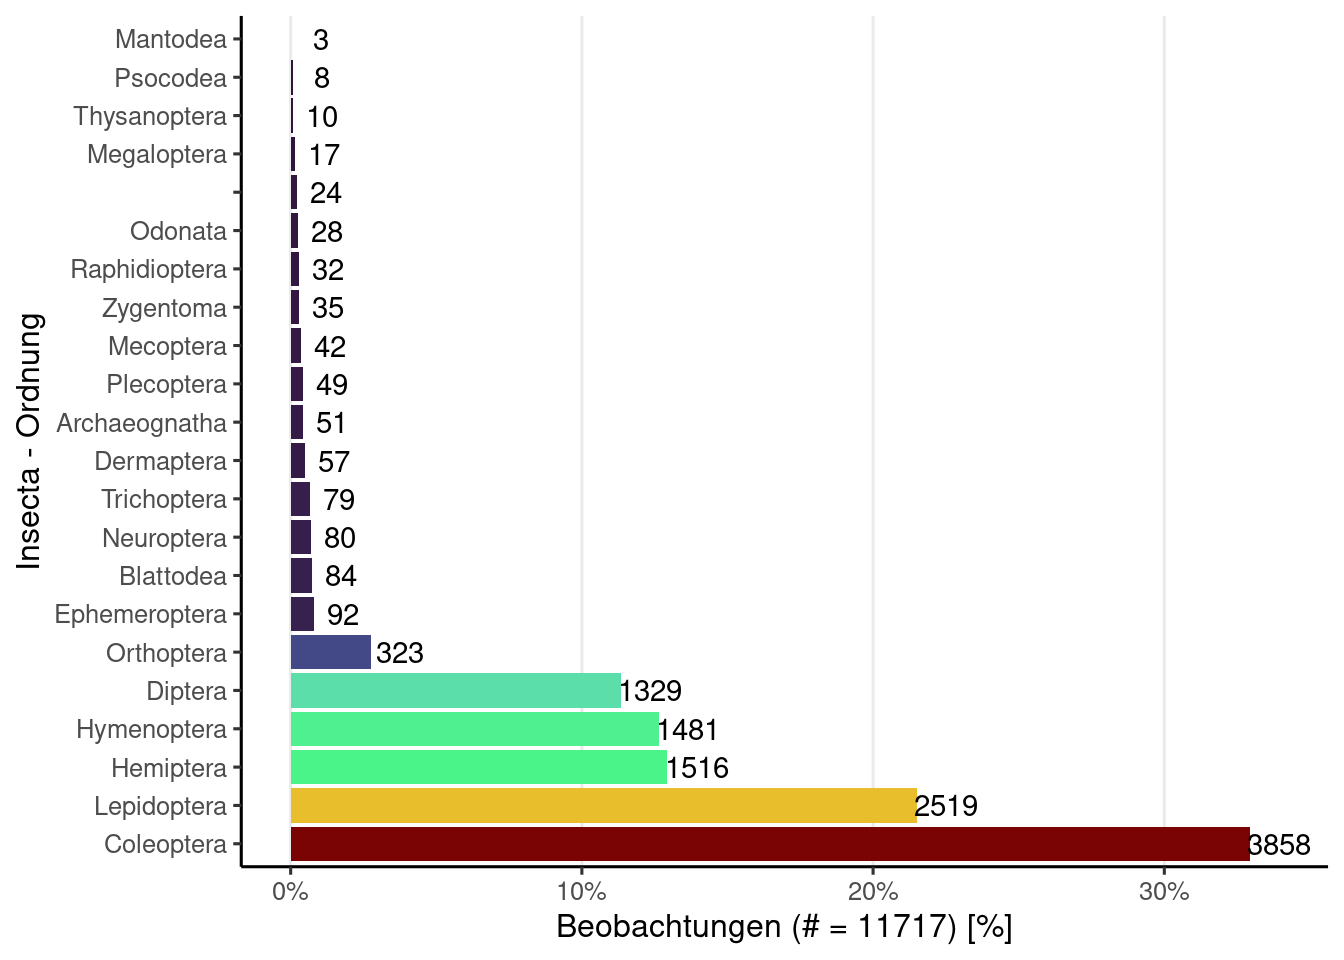 Insecta - Ordnung
Mantodea 3
Psocodea 8
Thysanoptera 10
Megaloptera 17
24
Odonata 28
Raphidioptera 32
Zygentoma 35
Mecoptera 42
Plecoptera 49
Archaeognatha 51
Dermaptera 57
Trichoptera 79
Neuroptera 80
Blattodea 84
Ephemeroptera 92
Orthoptera 323
Diptera 1329
Hymenoptera 1481
Hemiptera 1516
Lepidoptera 2519
Coleoptera 3858
0% 10% 20% 30%
Beobachtungen (# = 11717) [%]